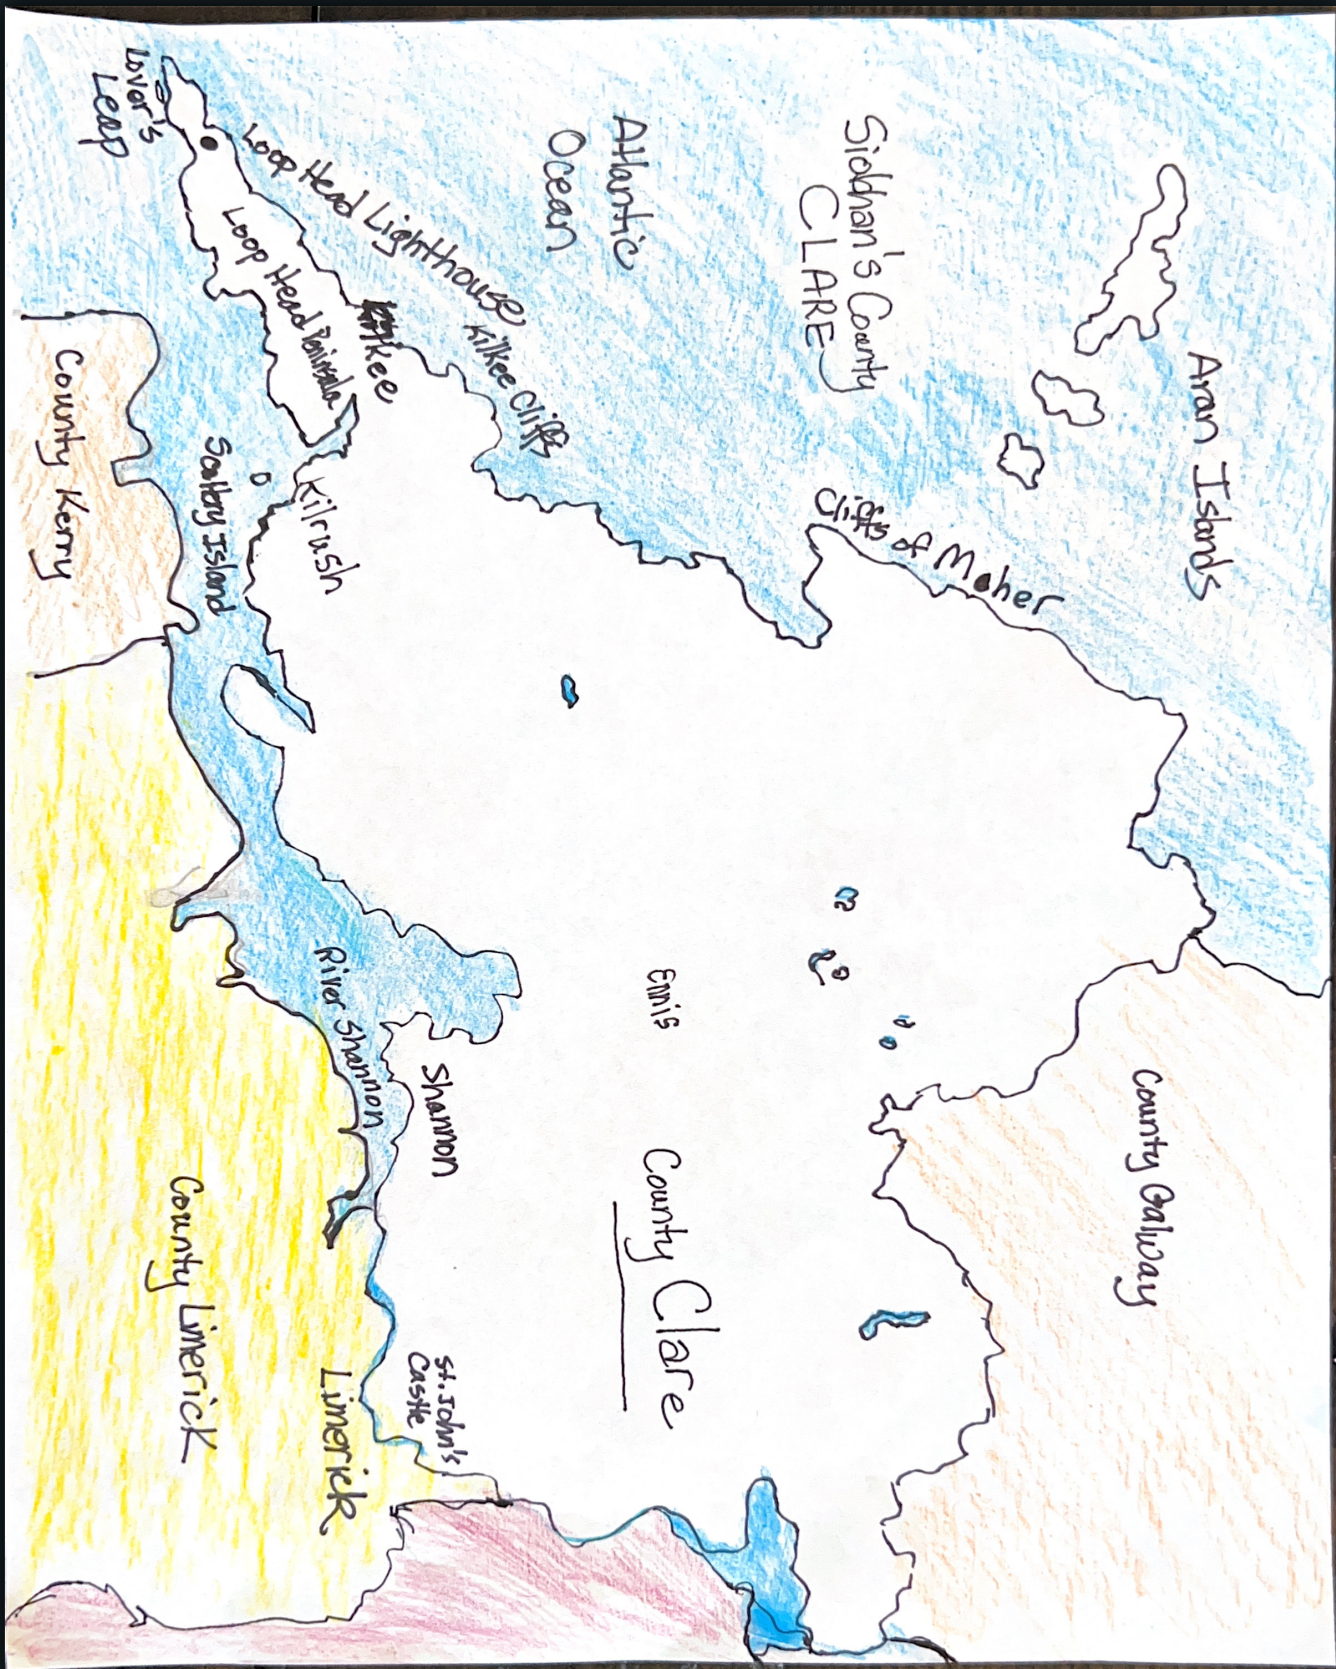 Aran Islands
County Galway
Siobhan's County
CLARE
Cliffs of Moher
Atlantic
Ocean
Ennis
County Clare
Kilkee Cliffs
Loop Head Lighthouse
Kilkee
Loop Head Peninsula
Shannon
St. John's
Castle
Kilrush
River Shannon
Limerick
Scattery Island
Lover's
Leap
County Limerick
County Kerry